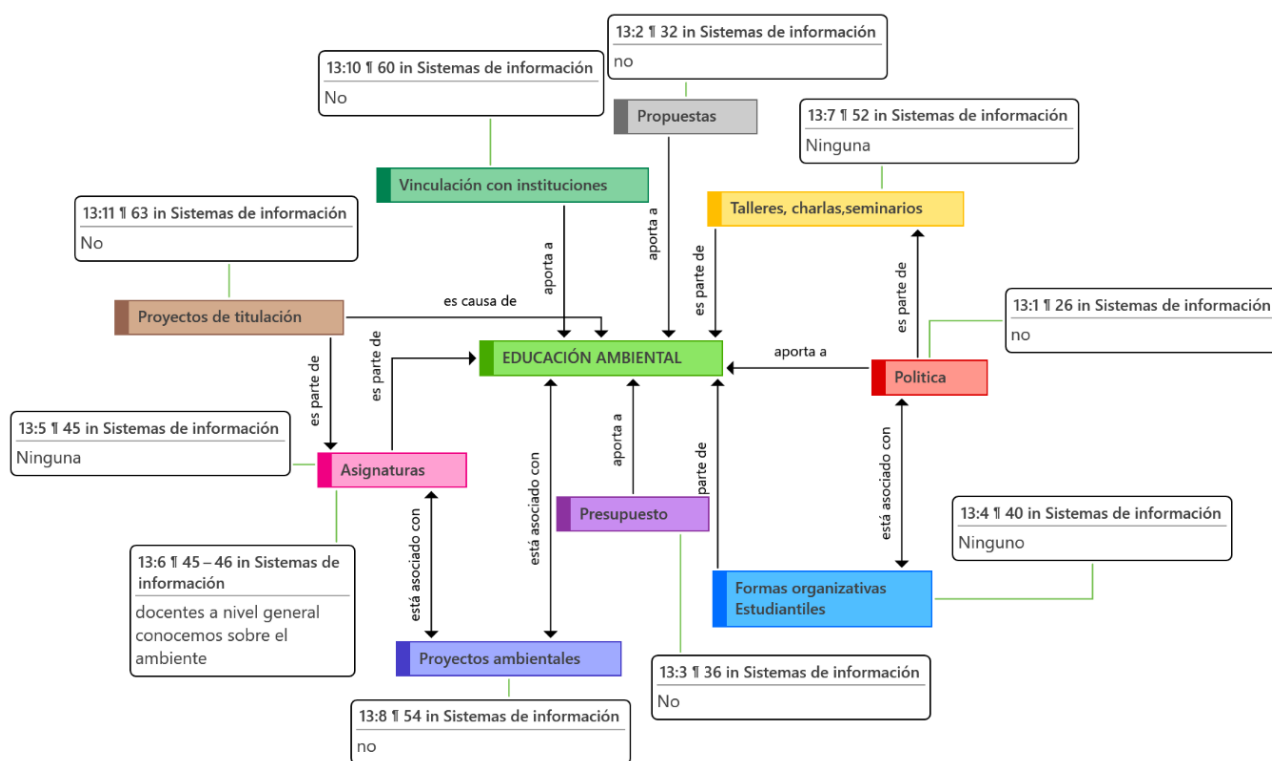 13:2 ¶ 32 in Sistemas de información
no
13:10 ¶ 60 in Sistemas de información
No
Propuestas
13:7 ¶ 52 in Sistemas de información
Ninguna
Vinculación con instituciones
Talleres, charlas,seminarios
13:11 ¶ 63 in Sistemas de información
No
aporta a
aporta a
es parte de
es parte de
13:1 ¶ 26 in Sistemas de información
no
Proyectos de titulación
es causa de
EDUCACIÓN AMBIENTAL
aporta a
Politica
es parte de
es parte de
13:5 ¶ 45 in Sistemas de información
Ninguna
Asignaturas
aporta a
parte de
está asociado con
está asociado con
Presupuesto
13:4 ¶ 40 in Sistemas de información
Ninguno
13:6 ¶ 45 – 46 in Sistemas de
información
docentes a nivel general
conocemos sobre el
ambiente
está asociado con
Formas organizativas
Estudiantiles
Proyectos ambientales
13:3 ¶ 36 in Sistemas de información
No
13:8 ¶ 54 in Sistemas de información
no